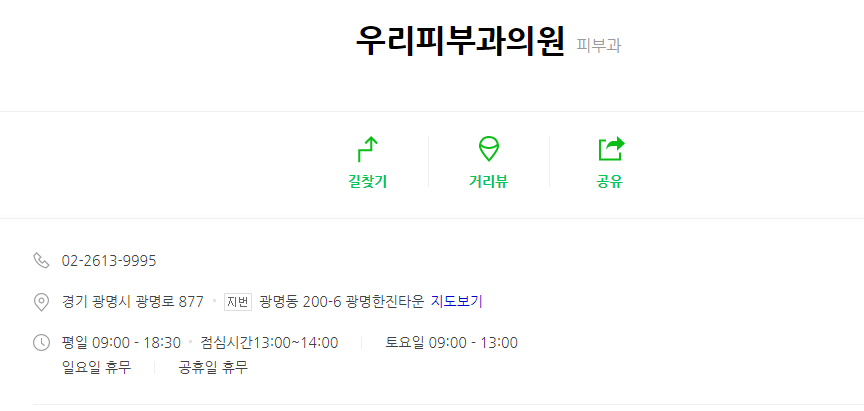 우리피부과의원 피부과
길찾기 거리뷰 공유
02-2613-9995
경기 광명시 광명로 877 지번 광명동 200-6 광명한진타운 지도보기
평일 09:00 - 18:30 점심시간13:00~14:00 토요일 09:00 - 13:00
일요일 휴무 공휴일 휴무